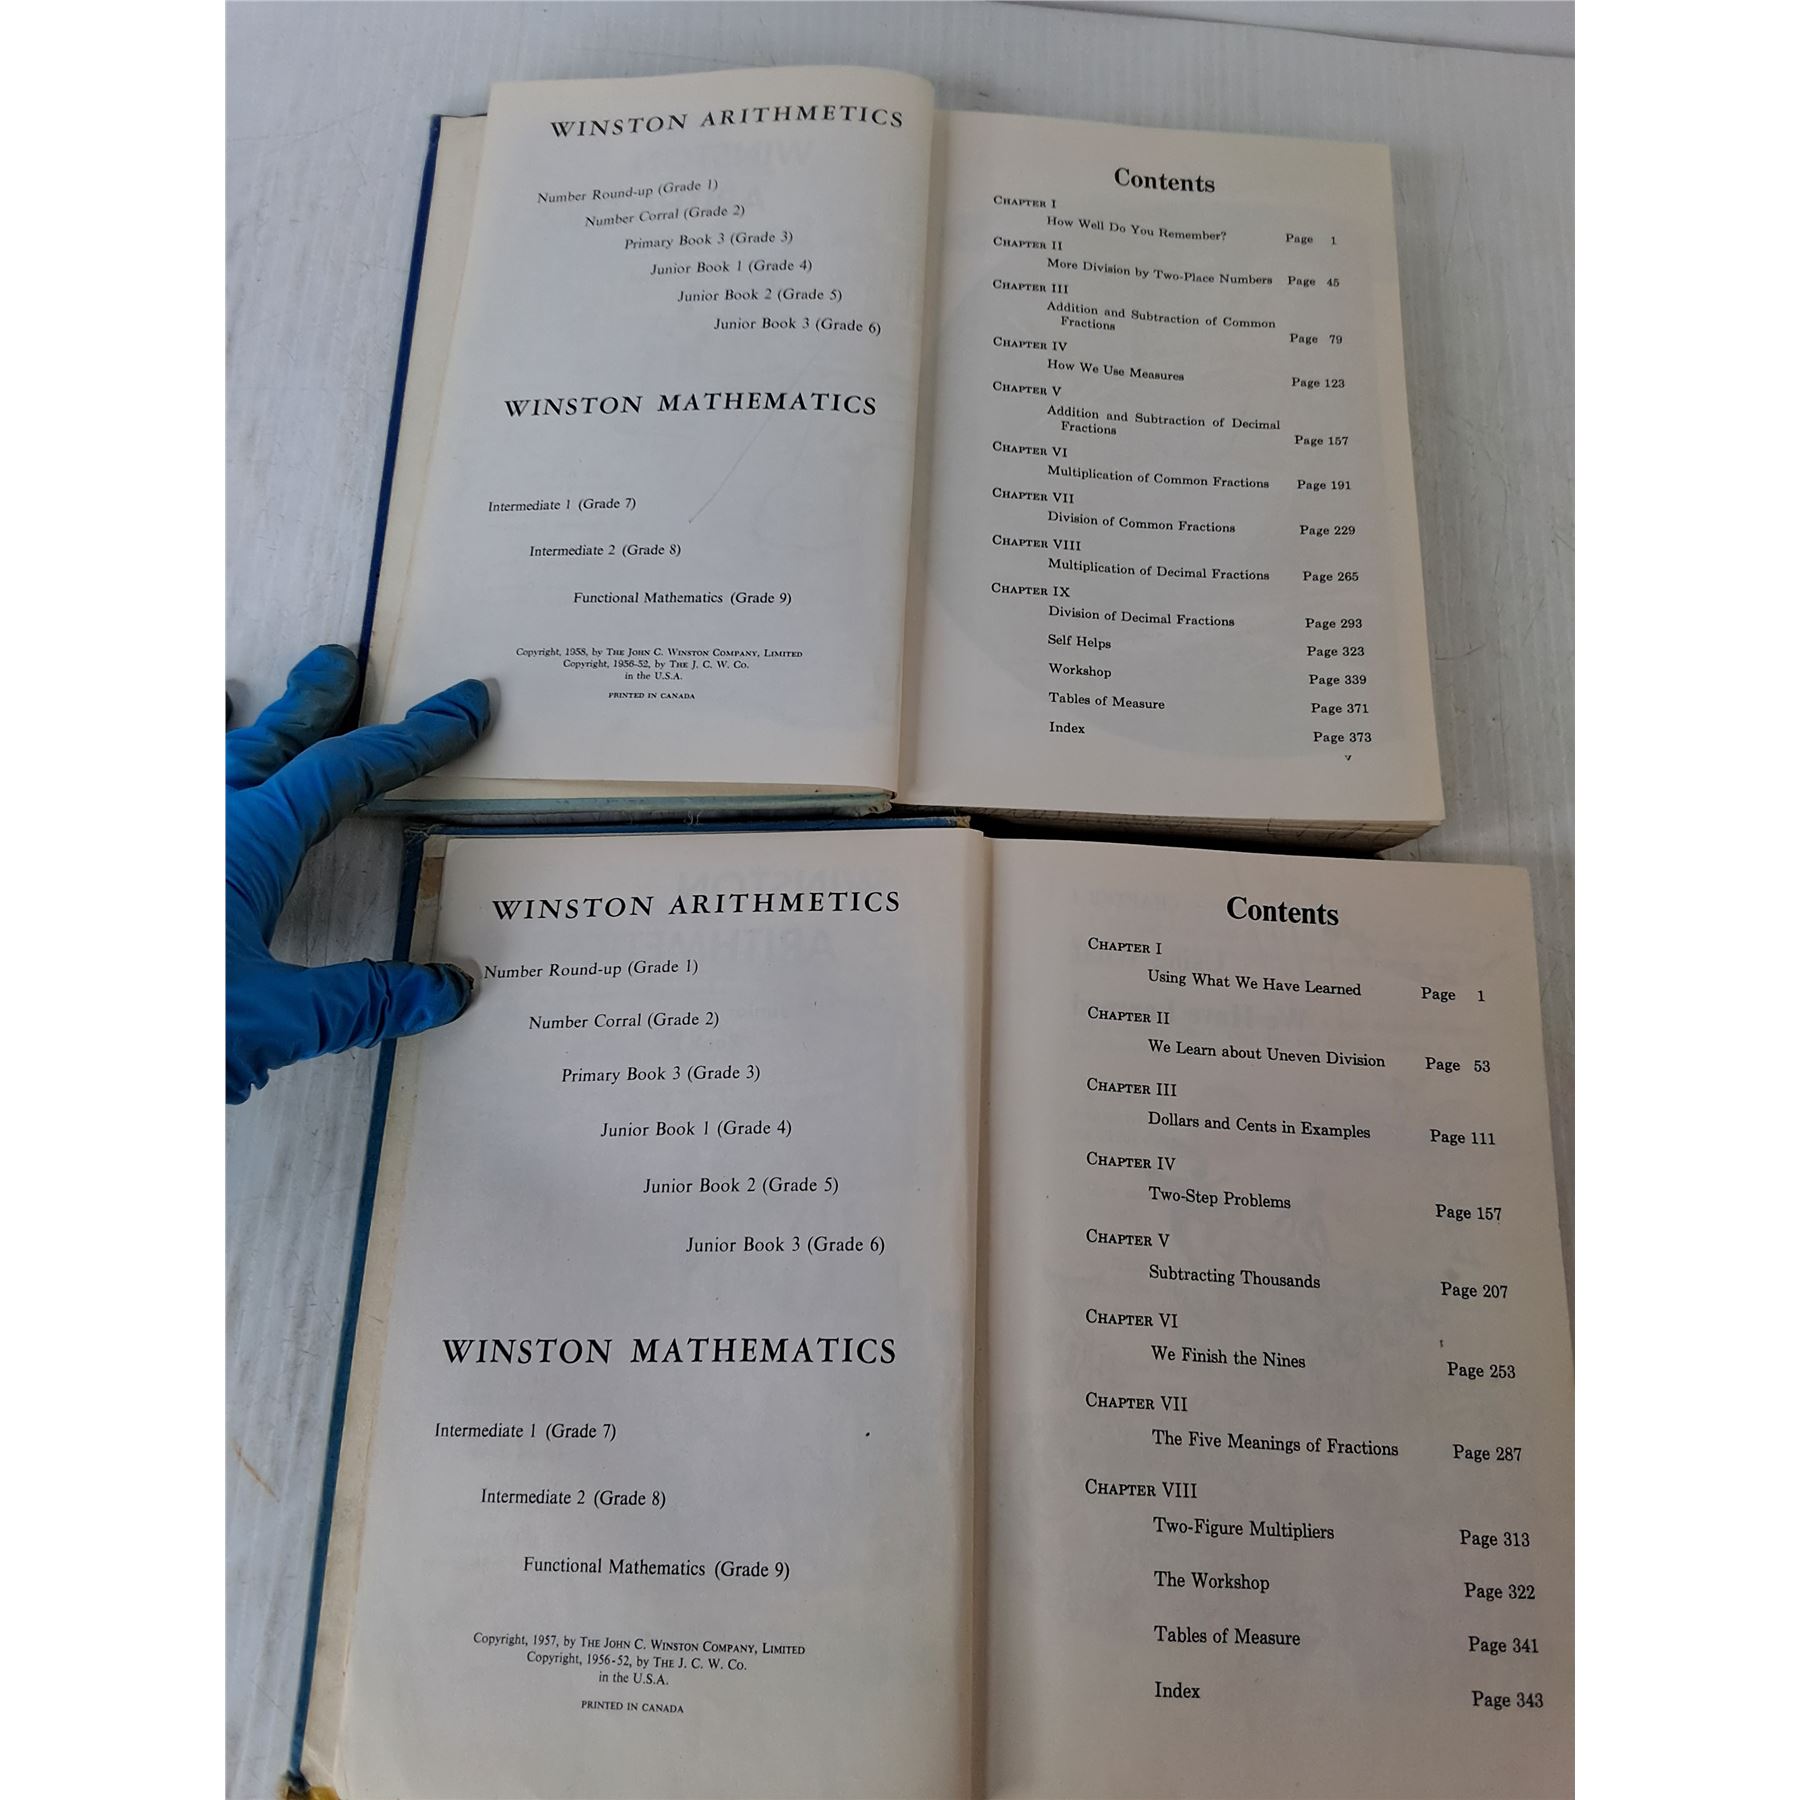 WINSTON ARITHMETICS
Number Round-up (Grade 1)
Number Corral (Grade 2)
Primary Book 3 (Grade 3)
Junior Book 1 (Grade 4)
Junior Book 2 (Grade 5)
Junior Book 3 (Grade 6)
WINSTON MATHEMATICS
Intermediate 1 (Grade 7)
Intermediate 2 (Grade 8)
Functional Mathematics (Grade 9)
Copyright, 1958, by THE JOHN C. WINSTON COMPANY, LIMITED
Copyright, 1956-52, by THE J. C. W. Co.
in the U.S.A.
PRINTED IN CANADA
Contents
CHAPTER I
How Well Do You Remember? Page 1
CHAPTER II
More Division by Two-Place Numbers Page 45
CHAPTER III
Addition and Subtraction of Common
Fractions Page 79
CHAPTER IV
How We Use Measures Page 123
CHAPTER V
Addition and Subtraction of Decimal
Fractions Page 157
CHAPTER VI
Multiplication of Common Fractions Page 191
CHAPTER VII
Division of Common Fractions Page 229
CHAPTER VIII
Multiplication of Decimal Fractions Page 265
CHAPTER IX
Division of Decimal Fractions Page 293
Self Helps Page 323
Workshop Page 339
Tables of Measure Page 371
Index Page 373
v
WINSTON ARITHMETICS
Number Round-up (Grade 1)
Number Corral (Grade 2)
Primary Book 3 (Grade 3)
Junior Book 1 (Grade 4)
Junior Book 2 (Grade 5)
Junior Book 3 (Grade 6)
WINSTON MATHEMATICS
Intermediate 1 (Grade 7)
Intermediate 2 (Grade 8)
Functional Mathematics (Grade 9)
Copyright, 1957, by THE JOHN C. WINSTON COMPANY, LIMITED
Copyright, 1956-52, by THE J. C. W. Co.
in the U.S.A.
PRINTED IN CANADA
Contents
CHAPTER I
Using What We Have Learned Page 1
CHAPTER II
We Learn about Uneven Division Page 53
CHAPTER III
Dollars and Cents in Examples Page 111
CHAPTER IV
Two-Step Problems Page 157
CHAPTER V
Subtracting Thousands Page 207
CHAPTER VI
We Finish the Nines Page 253
CHAPTER VII
The Five Meanings of Fractions Page 287
CHAPTER VIII
Two-Figure Multipliers Page 313
The Workshop Page 322
Tables of Measure Page 341
Index Page 343